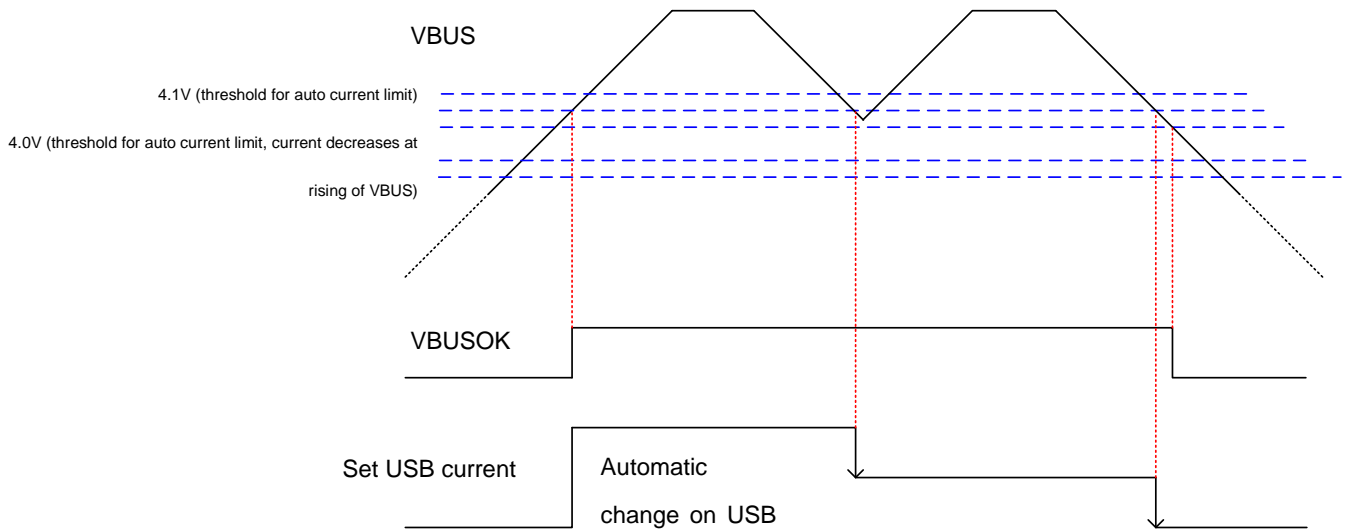 VBUS
4.1V (threshold for auto current limit)
4.0V (threshold for auto current limit, current decreases at
rising of VBUS)
VBUSOK
Set USB current
Automatic
change on USB